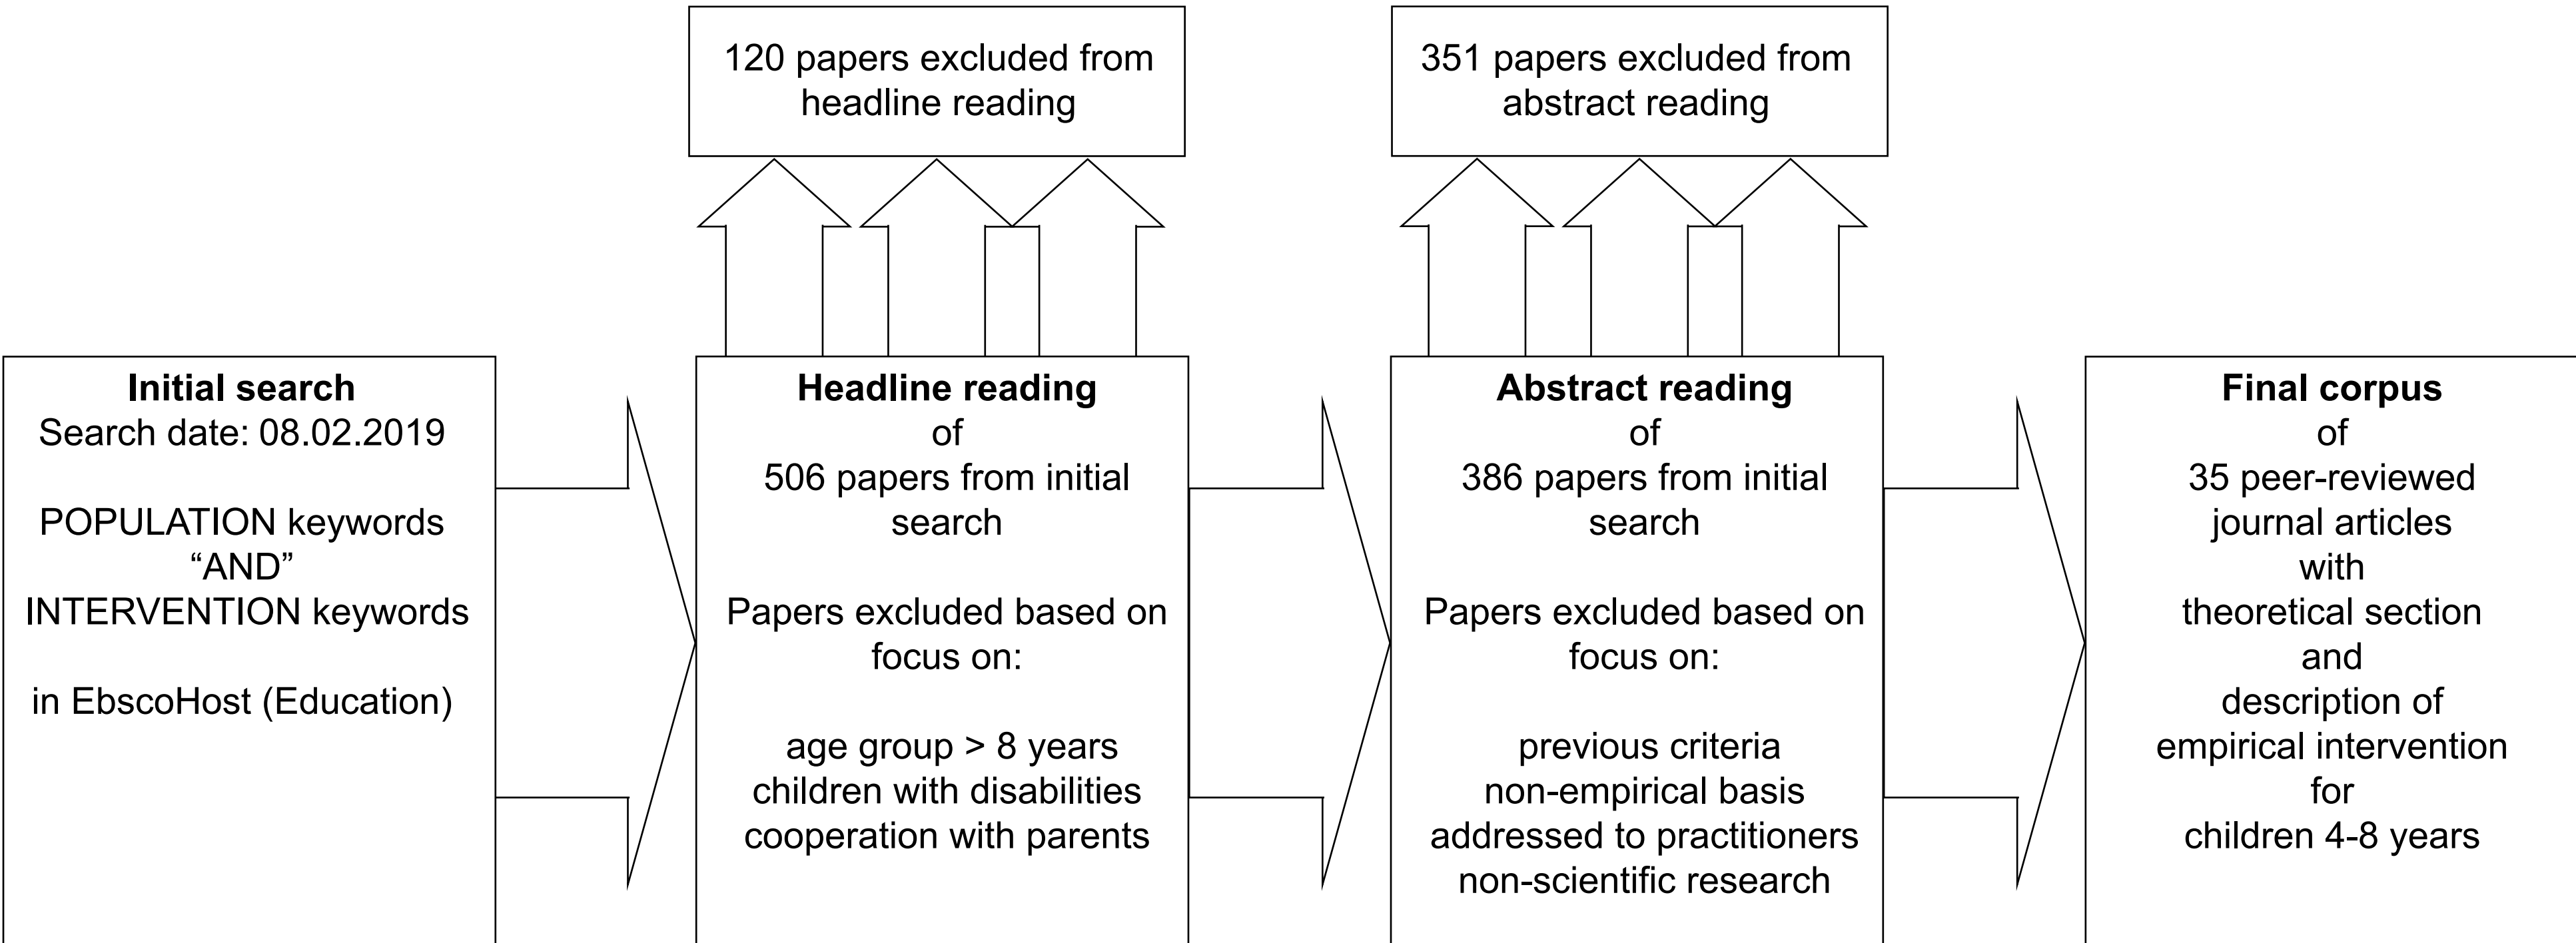 120 papers excluded from
headline reading
351 papers excluded from
abstract reading
Initial search
Search date: 08.02.2019
POPULATION keywords
“AND”
INTERVENTION keywords
in EbscoHost (Education)
Headline reading
of
506 papers from initial
search
Papers excluded based on
focus on:
age group > 8 years
children with disabilities
cooperation with parents
Abstract reading
of
386 papers from initial
search
Papers excluded based on
focus on:
previous criteria
non-empirical basis
addressed to practitioners
non-scientific research
Final corpus
of
35 peer-reviewed
journal articles
with
theoretical section
and
description of
empirical intervention
for
children 4-8 years